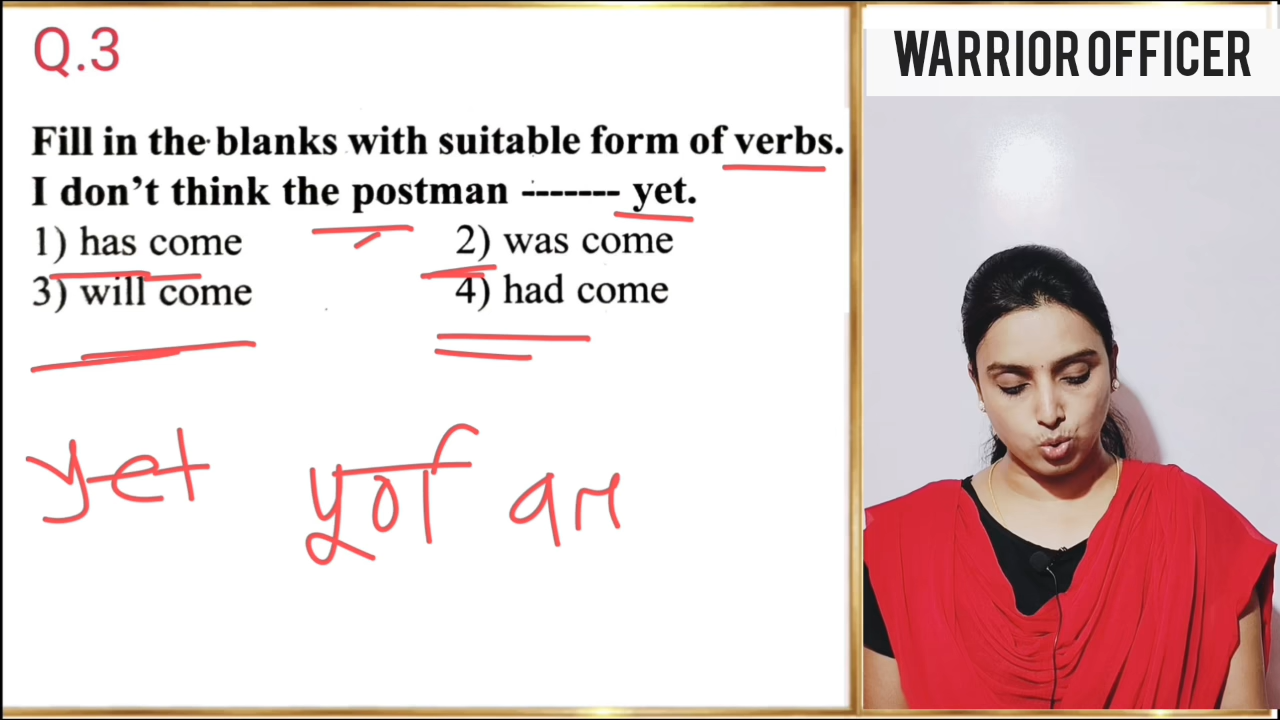 Q.3
WARRIOR OFFICER
Fill in the blanks with suitable form of verbs.
I don't think the postman ------- yet.
1) has come 2) was come
3) will come 4) had come
yet पूर्ण